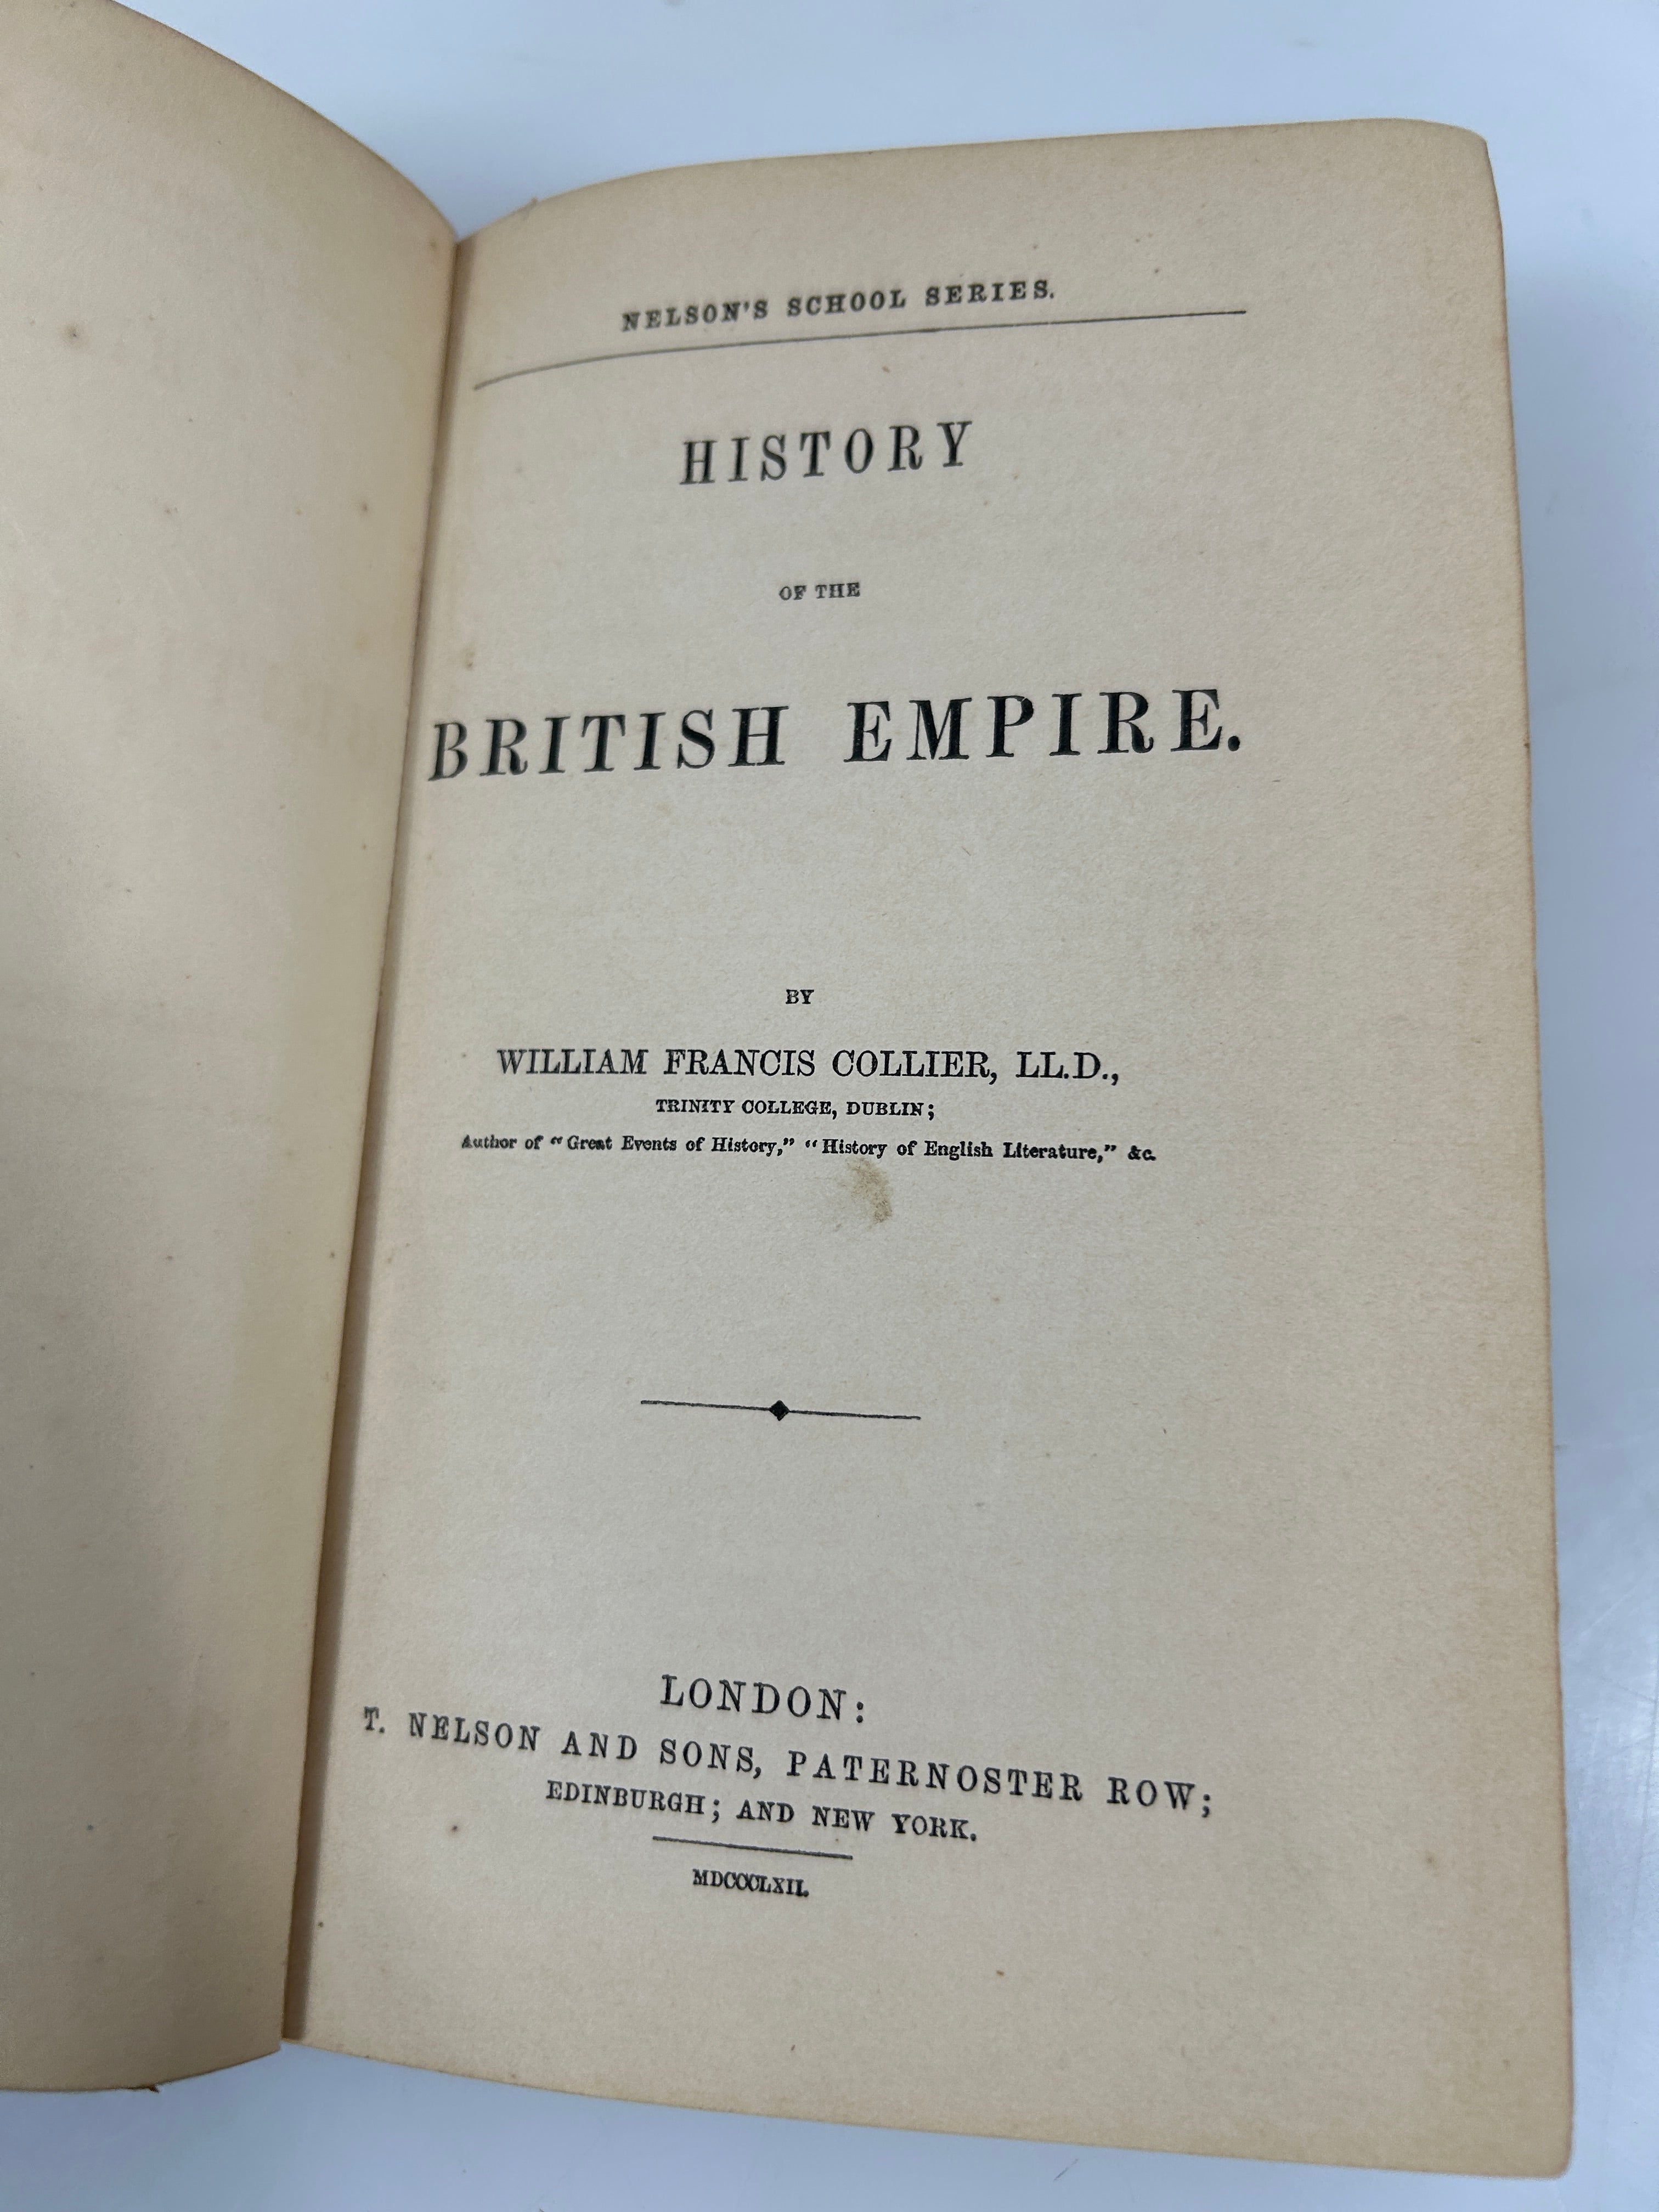 NELSON'S SCHOOL SERIES.
HISTORY
OF THE
BRITISH EMPIRE.
BY
WILLIAM FRANCIS COLLIER, LL.D.,
TRINITY COLLEGE, DUBLIN;
Author of “Great Events of History,” “History of English Literature,” &c.
LONDON:
T. NELSON AND SONS, PATERNOSTER ROW;
EDINBURGH; AND NEW YORK.
MDCCCLXII.